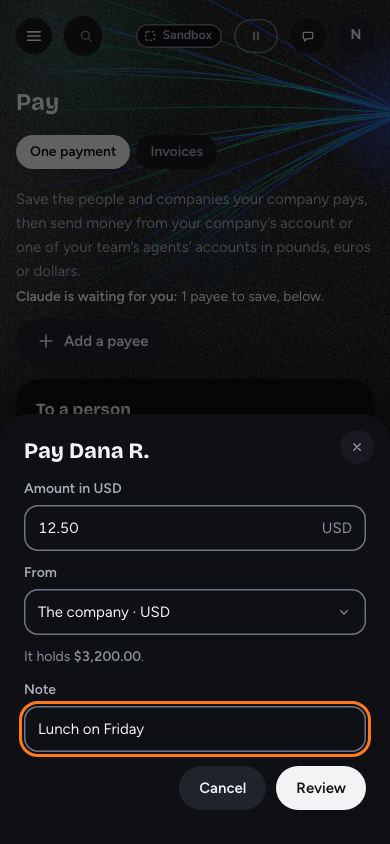 Sandbox
N
Pay
One payment
Invoices
Save the people and companies your company pays,
then send money from your company's account or
one of your team's agents' accounts in pounds, euros
or dollars.
Claude is waiting for you: 1 payee to save, below.
Add a payee
To a person
Pay Dana R.
Amount in USD
12.50 USD
From
The company · USD
It holds $3,200.00.
Note
Lunch on Friday
Cancel
Review